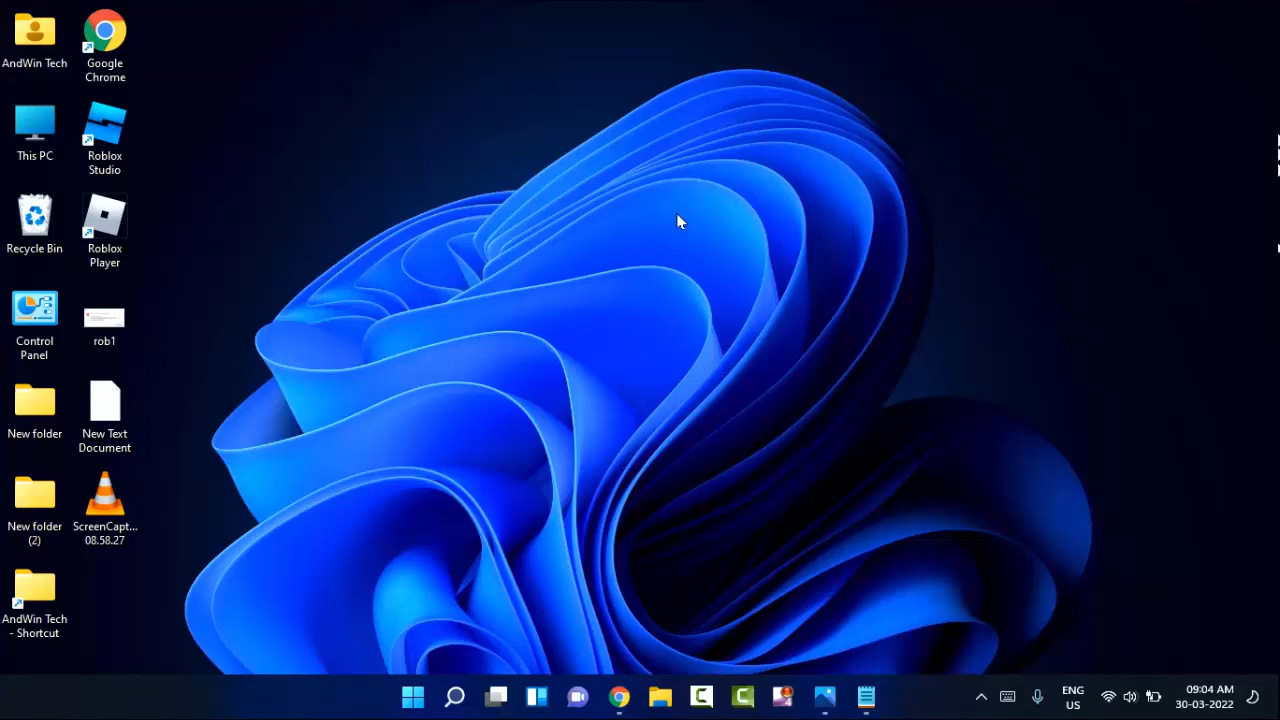 AndWin Tech
Google
Chrome
This PC
Roblox
Studio
Recycle Bin
Roblox
Player
Control
Panel
rob1
New folder
New Text
Document
New folder
(2)
ScreenCapt...
08.58.27
AndWin Tech
- Shortcut
ENG
US
09:04 AM
30-03-2022